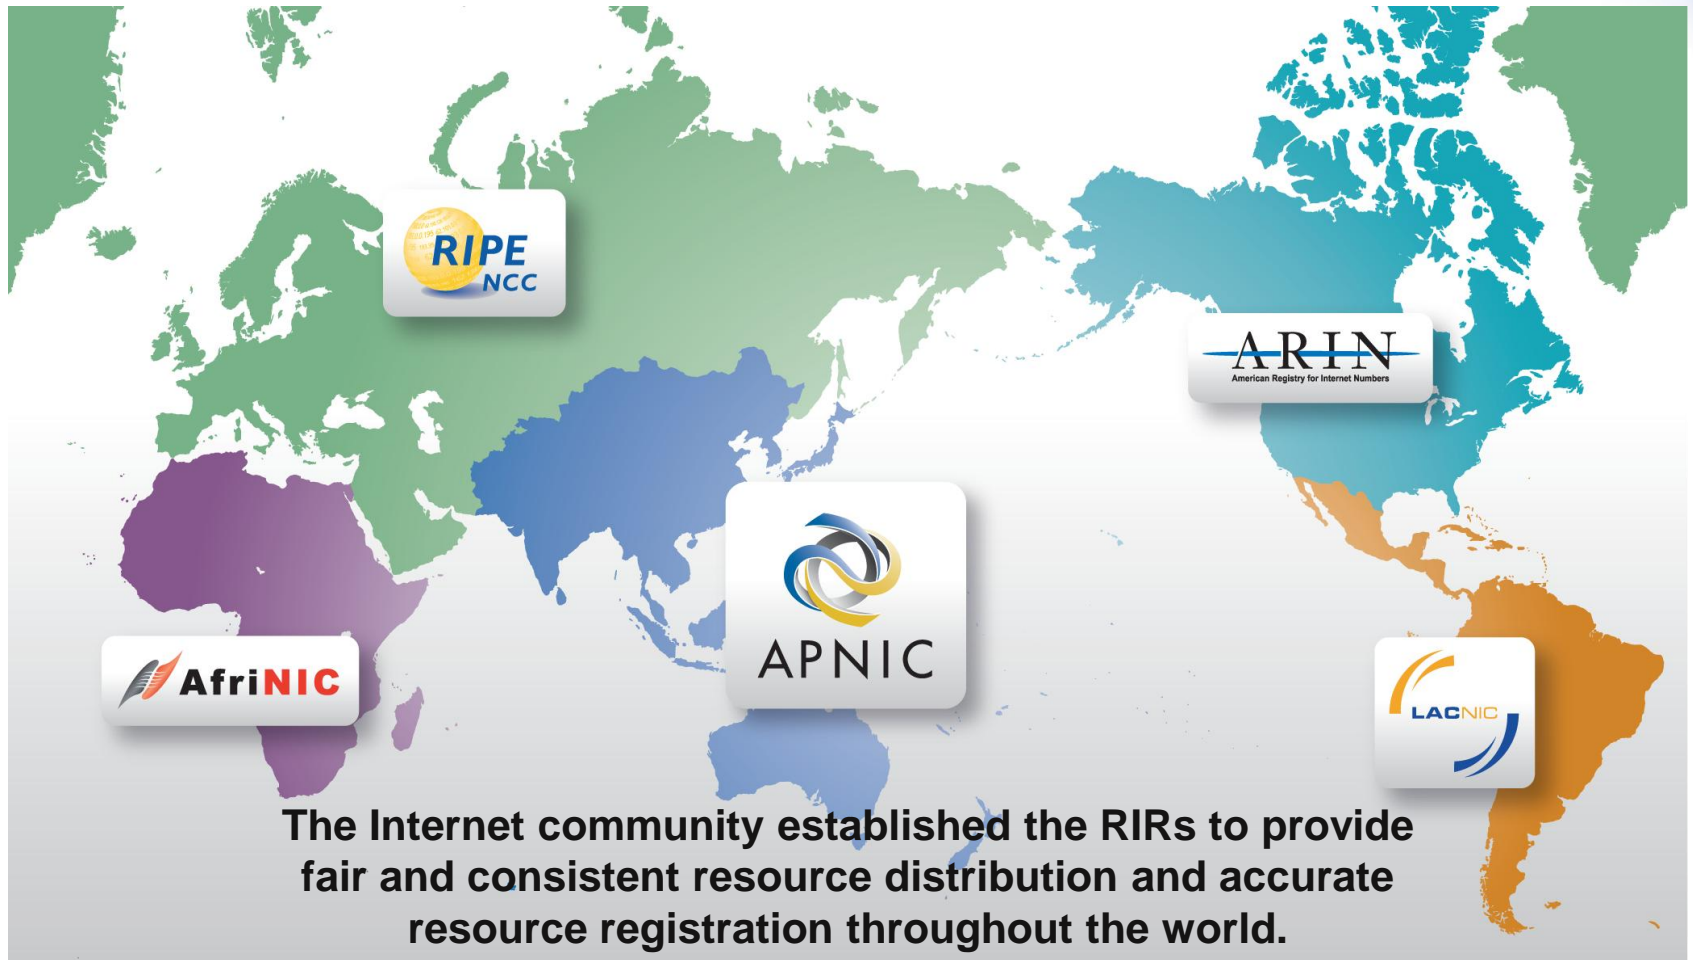 RIPE
NCC
ARIN
American Registry for Internet Numbers
APNIC
AfriNIC
LACNIC
The Internet community established the RIRs to provide
fair and consistent resource distribution and accurate
resource registration throughout the world.